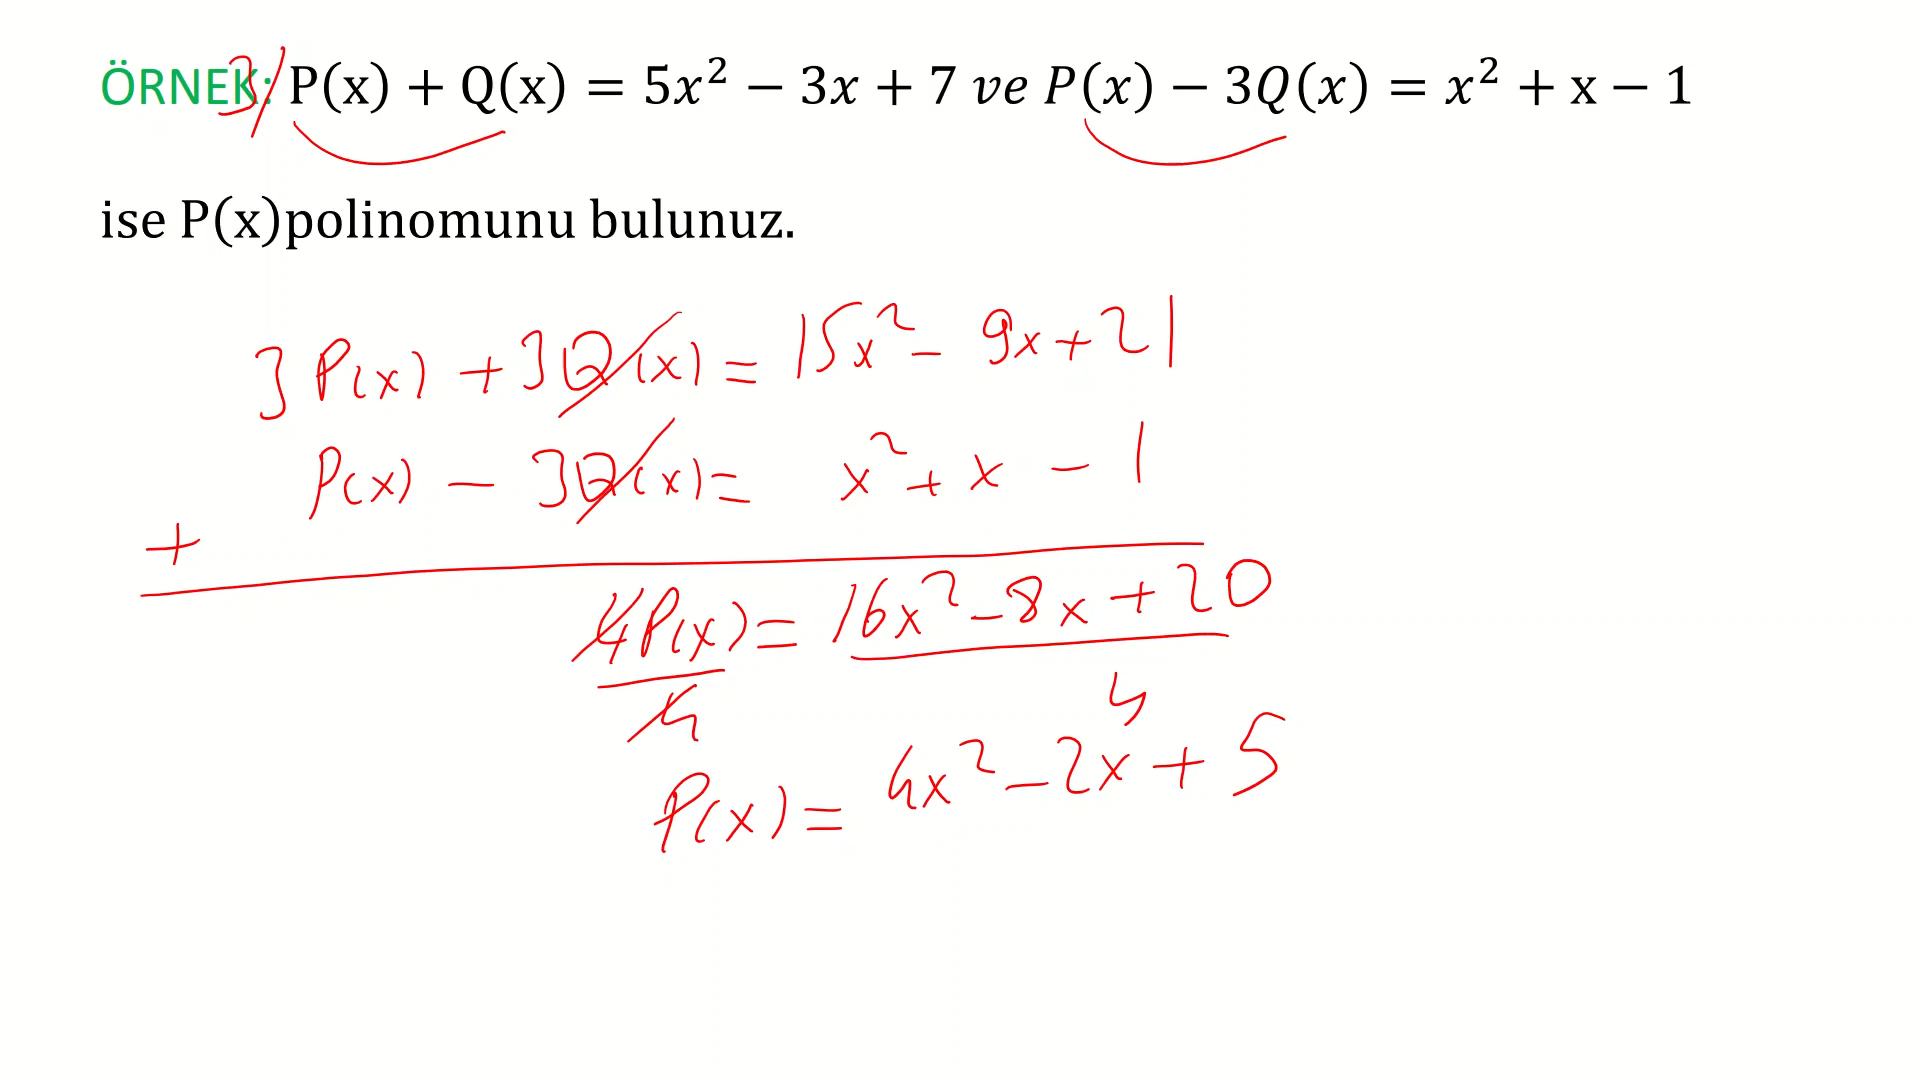 ÖRNEK: 3/ P(x) + Q(x) = 5x² − 3x + 7 ve P(x) − 3Q(x) = x² + x − 1
ise P(x)polinomunu bulunuz.
3P(x) + 3Q(x) = 15x² − 9x + 21
P(x) − 3Q(x) = x² + x − 1
+
4P(x) = 16x² − 8x + 20
4 4
P(x) = 4x² − 2x + 5